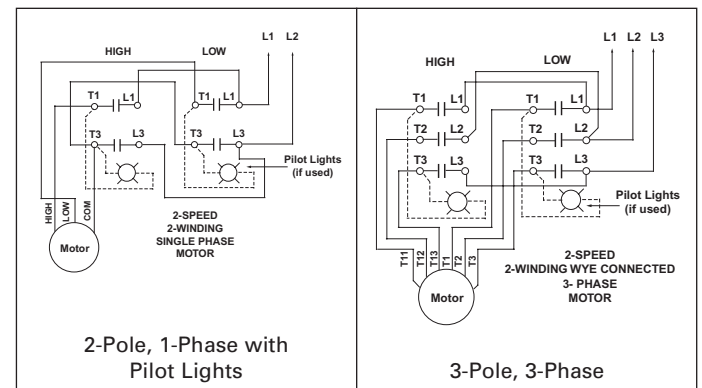 HIGH LOW L1 L2
T1 L1 T1 L1
T3 L3 T3 L3
Pilot Lights
(if used)
HIGH
LOW
COM
Motor
2-SPEED
2-WINDING
SINGLE PHASE
MOTOR
2-Pole, 1-Phase with
Pilot Lights
L1 L2 L3
HIGH LOW
T1 L1 T1 L1
T2 L2 T2 L2
T3 L3 T3 L3
Pilot Lights
(if used)
T11
T12
T13
T1
T2
T3
Motor
2-SPEED
2-WINDING WYE CONNECTED
3- PHASE
MOTOR
3-Pole, 3-Phase